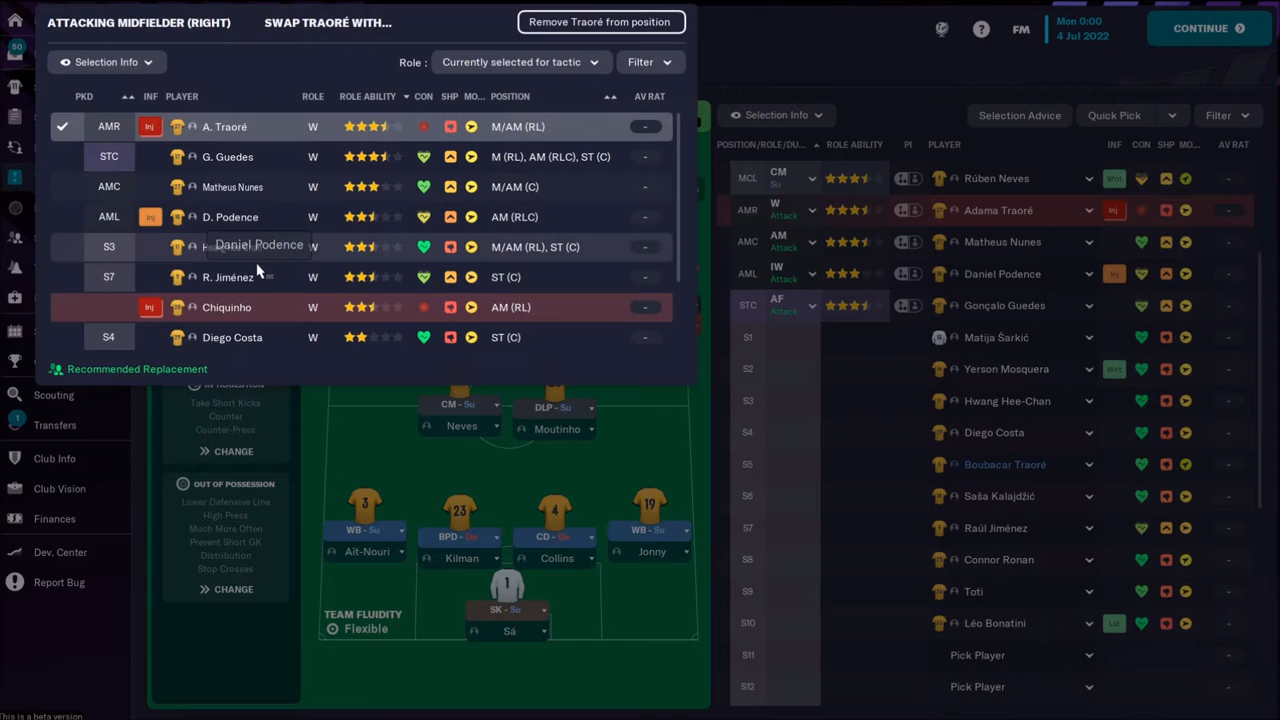 ATTACKING MIDFIELDER (RIGHT) SWAP TRAORÉ WITH... Remove Traoré from position
Selection Info Role : Currently selected for tactic Filter
PKD INF PLAYER ROLE ROLE ABILITY CON SHP MO... POSITION AV RAT
AMR Inj A. Traoré W M/AM (RL) -
STC G. Guedes W M (RL), AM (RLC), ST (C) -
AMC Matheus Nunes W M/AM (C) -
AML Inj D. Podence W AM (RLC) -
Daniel Podence
S3 W M/AM (RL), ST (C) -
S7 R. Jiménez W ST (C) -
Inj Chiquinho W AM (RL) -
S4 Diego Costa W ST (C) -
Recommended Replacement
50
Scouting
1
Transfers
Club Info
Club Vision
Finances
Dev. Center
Report Bug
This is a beta version
IN TRANSITION
Take Short Kicks
Counter
Counter-Press
CHANGE
OUT OF POSSESSION
Lower Defensive Line
High Press
Much More Often
Prevent Short GK
Distribution
Stop Crosses
CHANGE
CM - Su
Neves
DLP - Su
Moutinho
3
WB - Su
Aït-Nouri
23
BPD - De
Kilman
4
CD - De
Collins
19
WB - Su
Jonny
1
SK - Su
Sá
TEAM FLUIDITY
Flexible
FM
Mon 0:00
4 Jul 2022
CONTINUE
Selection Info Selection Advice Quick Pick Filter
POSITION/ROLE/DU... ROLE ABILITY PI PLAYER INF CON SHP MO... AV RAT
MCL CM Su Rúben Neves Wnt -
AMR W Attack Adama Traoré Inj -
AMC AM Attack Matheus Nunes -
AML IW Attack Daniel Podence Inj -
STC AF Attack Gonçalo Guedes -
S1 Matija Šarkić -
S2 Yerson Mosquera Wnt -
S3 Hwang Hee-Chan -
S4 Diego Costa -
S5 Boubacar Traoré -
S6 Saša Kalajdžić -
S7 Raúl Jiménez -
S8 Connor Ronan -
S9 Toti -
S10 Léo Bonatini Lst -
S11 Pick Player -
S12 Pick Player -